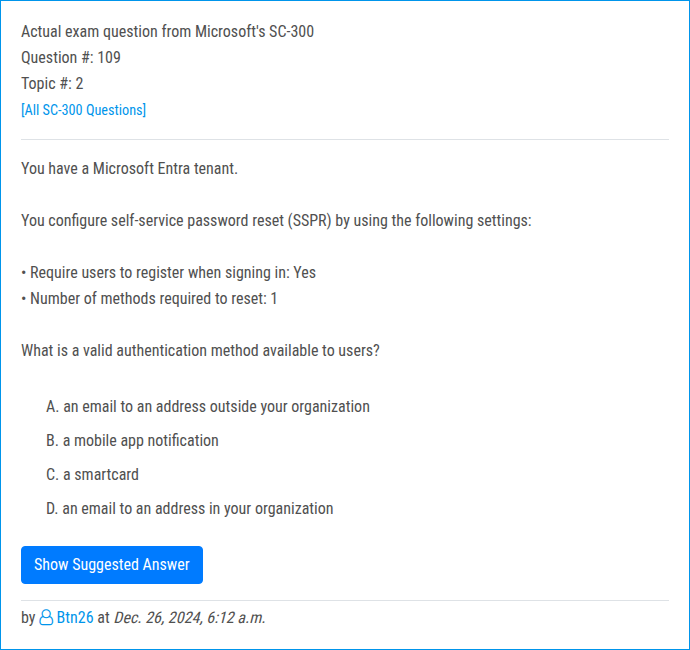 Actual exam question from Microsoft's SC-300
Question #: 109
Topic #: 2
[All SC-300 Questions]
You have a Microsoft Entra tenant.
You configure self-service password reset (SSPR) by using the following settings:
• Require users to register when signing in: Yes
• Number of methods required to reset: 1
What is a valid authentication method available to users?
A. an email to an address outside your organization
B. a mobile app notification
C. a smartcard
D. an email to an address in your organization
Show Suggested Answer
by Btn26 at Dec. 26, 2024, 6:12 a.m.